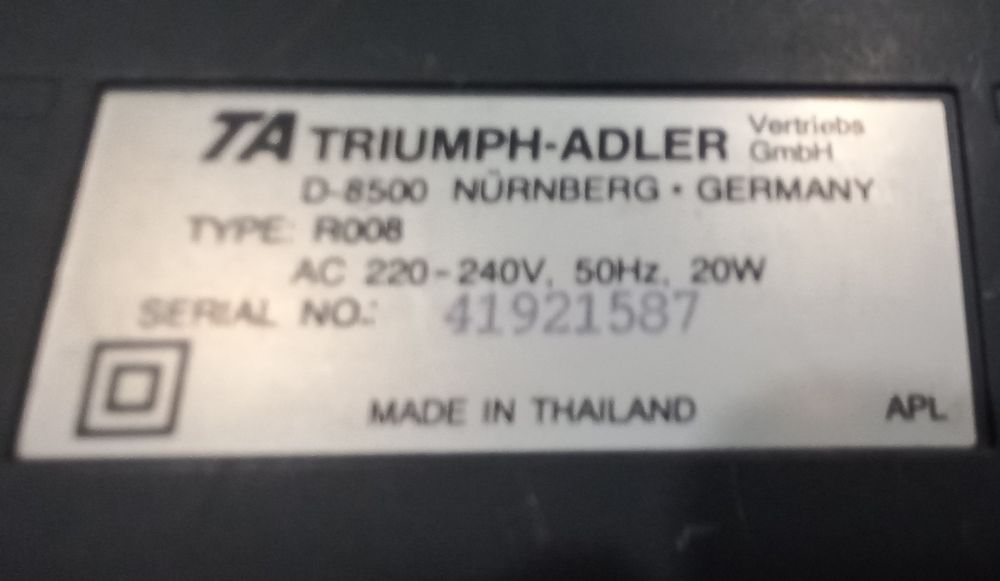 TA TRIUMPH-ADLER Vertriebs GmbH
D-8500 NÜRNBERG • GERMANY
TYPE: R008
AC 220-240V, 50Hz, 20W
SERIAL NO.: 41921587
MADE IN THAILAND APL